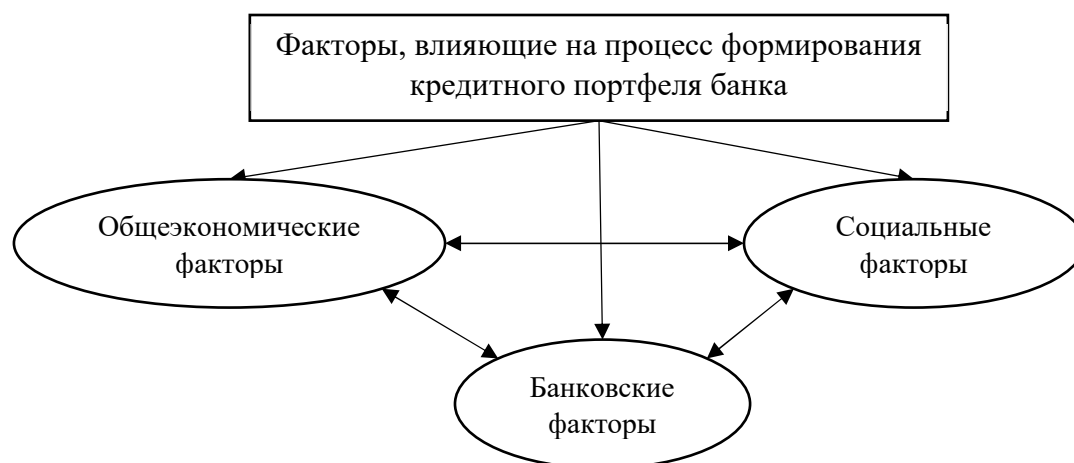 Факторы, влияющие на процесс формирования
кредитного портфеля банка
Общеэкономические
факторы
Социальные
факторы
Банковские
факторы